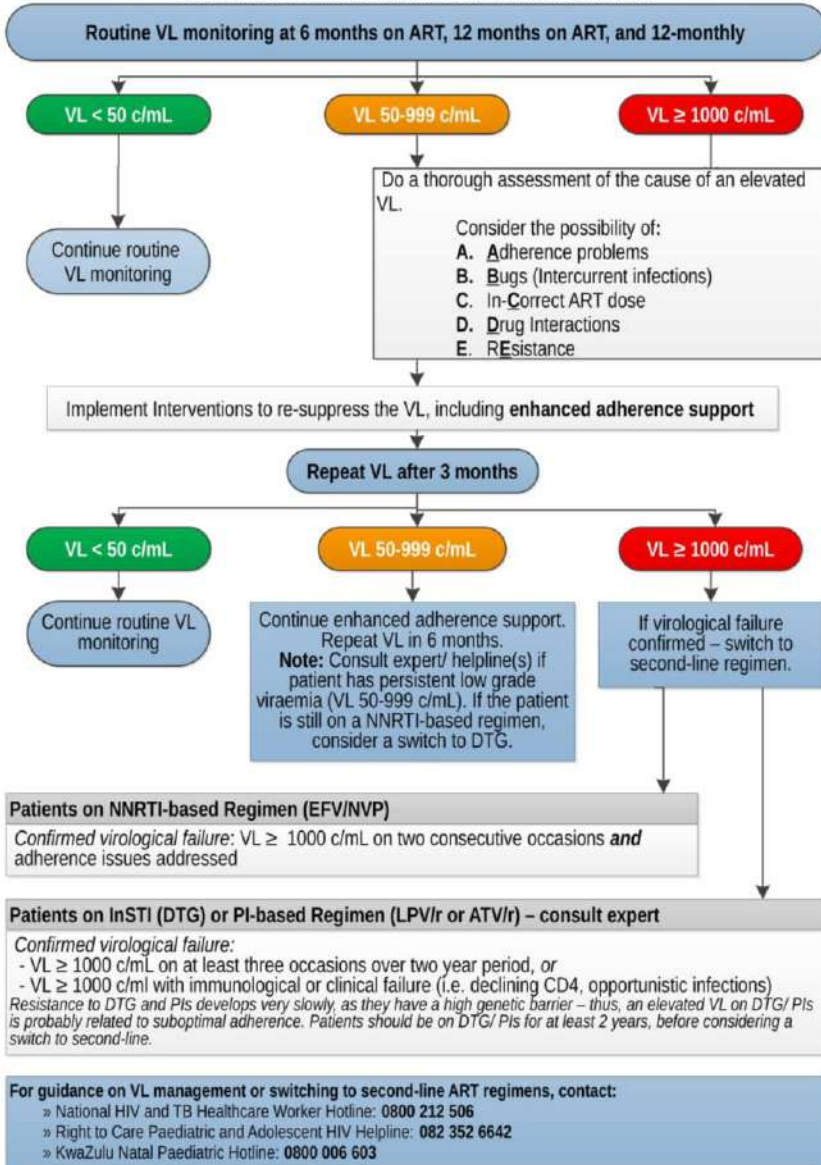 Routine VL monitoring at 6 months on ART, 12 months on ART, and 12-monthly
VL < 50 c/mL
VL 50-999 c/mL
VL ≥ 1000 c/mL
Do a thorough assessment of the cause of an elevated
VL.
Consider the possibility of:
A. Adherence problems
B. Bugs (Intercurrent infections)
C. In-Correct ART dose
D. Drug Interactions
E. REsistance
Continue routine
VL monitoring
Implement Interventions to re-suppress the VL, including enhanced adherence support
Repeat VL after 3 months
VL < 50 c/mL
VL 50-999 c/mL
VL ≥ 1000 c/mL
Continue routine VL
monitoring
Continue enhanced adherence support.
Repeat VL in 6 months.
Note: Consult expert/ helpline(s) if
patient has persistent low grade
viraemia (VL 50-999 c/mL). If the patient
is still on a NNRTI-based regimen,
consider a switch to DTG.
If virological failure
confirmed – switch to
second-line regimen.
Patients on NNRTI-based Regimen (EFV/NVP)
Confirmed virological failure: VL ≥ 1000 c/mL on two consecutive occasions and
adherence issues addressed
Patients on InSTI (DTG) or PI-based Regimen (LPV/r or ATV/r) – consult expert
Confirmed virological failure:
- VL ≥ 1000 c/mL on at least three occasions over two year period, or
- VL ≥ 1000 c/ml with immunological or clinical failure (i.e. declining CD4, opportunistic infections)
Resistance to DTG and PIs develops very slowly, as they have a high genetic barrier – thus, an elevated VL on DTG/ PIs
is probably related to suboptimal adherence. Patients should be on DTG/ PIs for at least 2 years, before considering a
switch to second-line.
For guidance on VL management or switching to second-line ART regimens, contact:
» National HIV and TB Healthcare Worker Hotline: 0800 212 506
» Right to Care Paediatric and Adolescent HIV Helpline: 082 352 6642
» KwaZulu Natal Paediatric Hotline: 0800 006 603